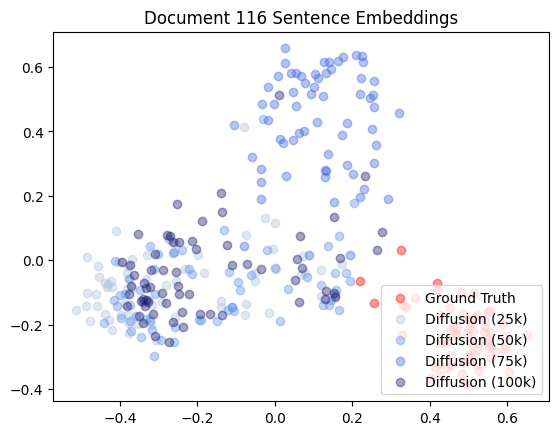 Document 116 Sentence Embeddings
0.6
0.4
0.2
0.0
−0.2
−0.4
Ground Truth
Diffusion (25k)
Diffusion (50k)
Diffusion (75k)
Diffusion (100k)
−0.4 −0.2 0.0 0.2 0.4 0.6